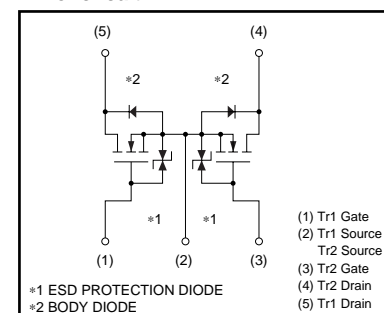 (5) (4)
*2 *2
*1 *1
(1) (2) (3)
*1 ESD PROTECTION DIODE
*2 BODY DIODE
(1) Tr1 Gate
(2) Tr1 Source
Tr2 Source
(3) Tr2 Gate
(4) Tr2 Drain
(5) Tr1 Drain